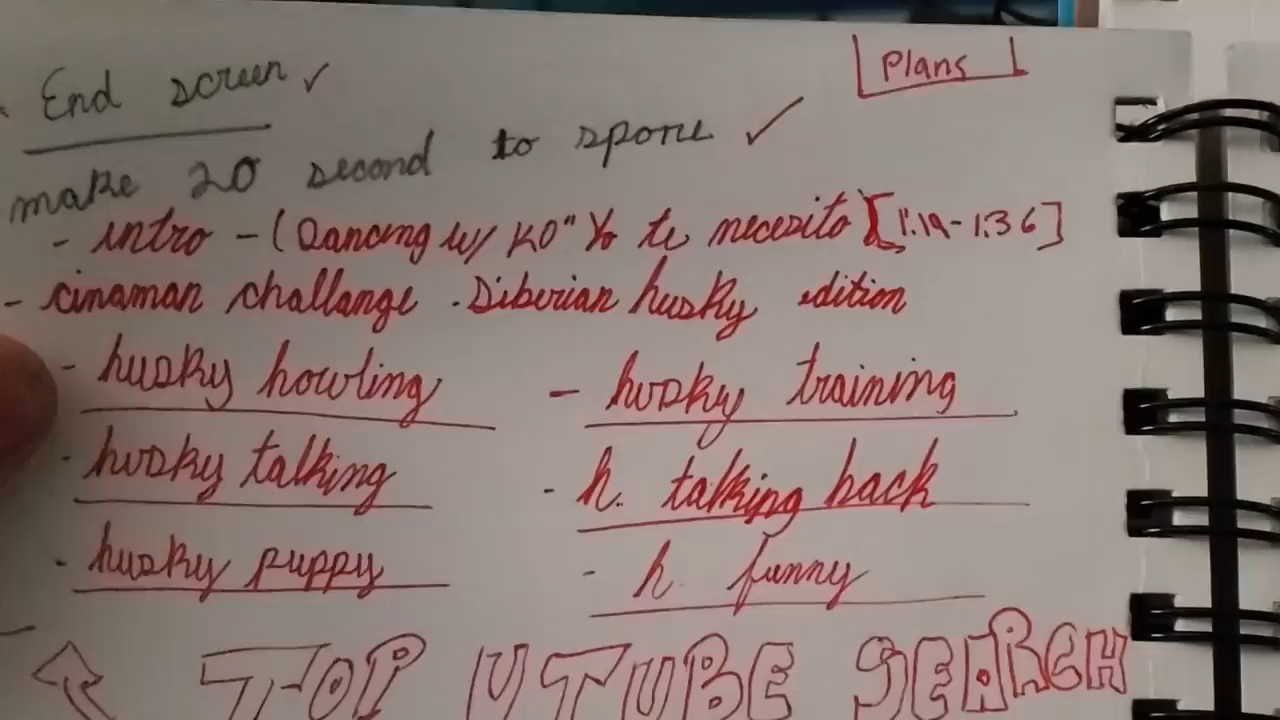 Plans
End screen ✓
make 20 second to spare ✓
- intro - (Dancing w/ KO" Yo te necesito) [1:19-1:36]
- cinaman challange . Siberian husky edition
- husky howling
- husky training
- husky talking
- h. talking back
- husky puppy
- h. funny
TOP UTUBE SEARCH